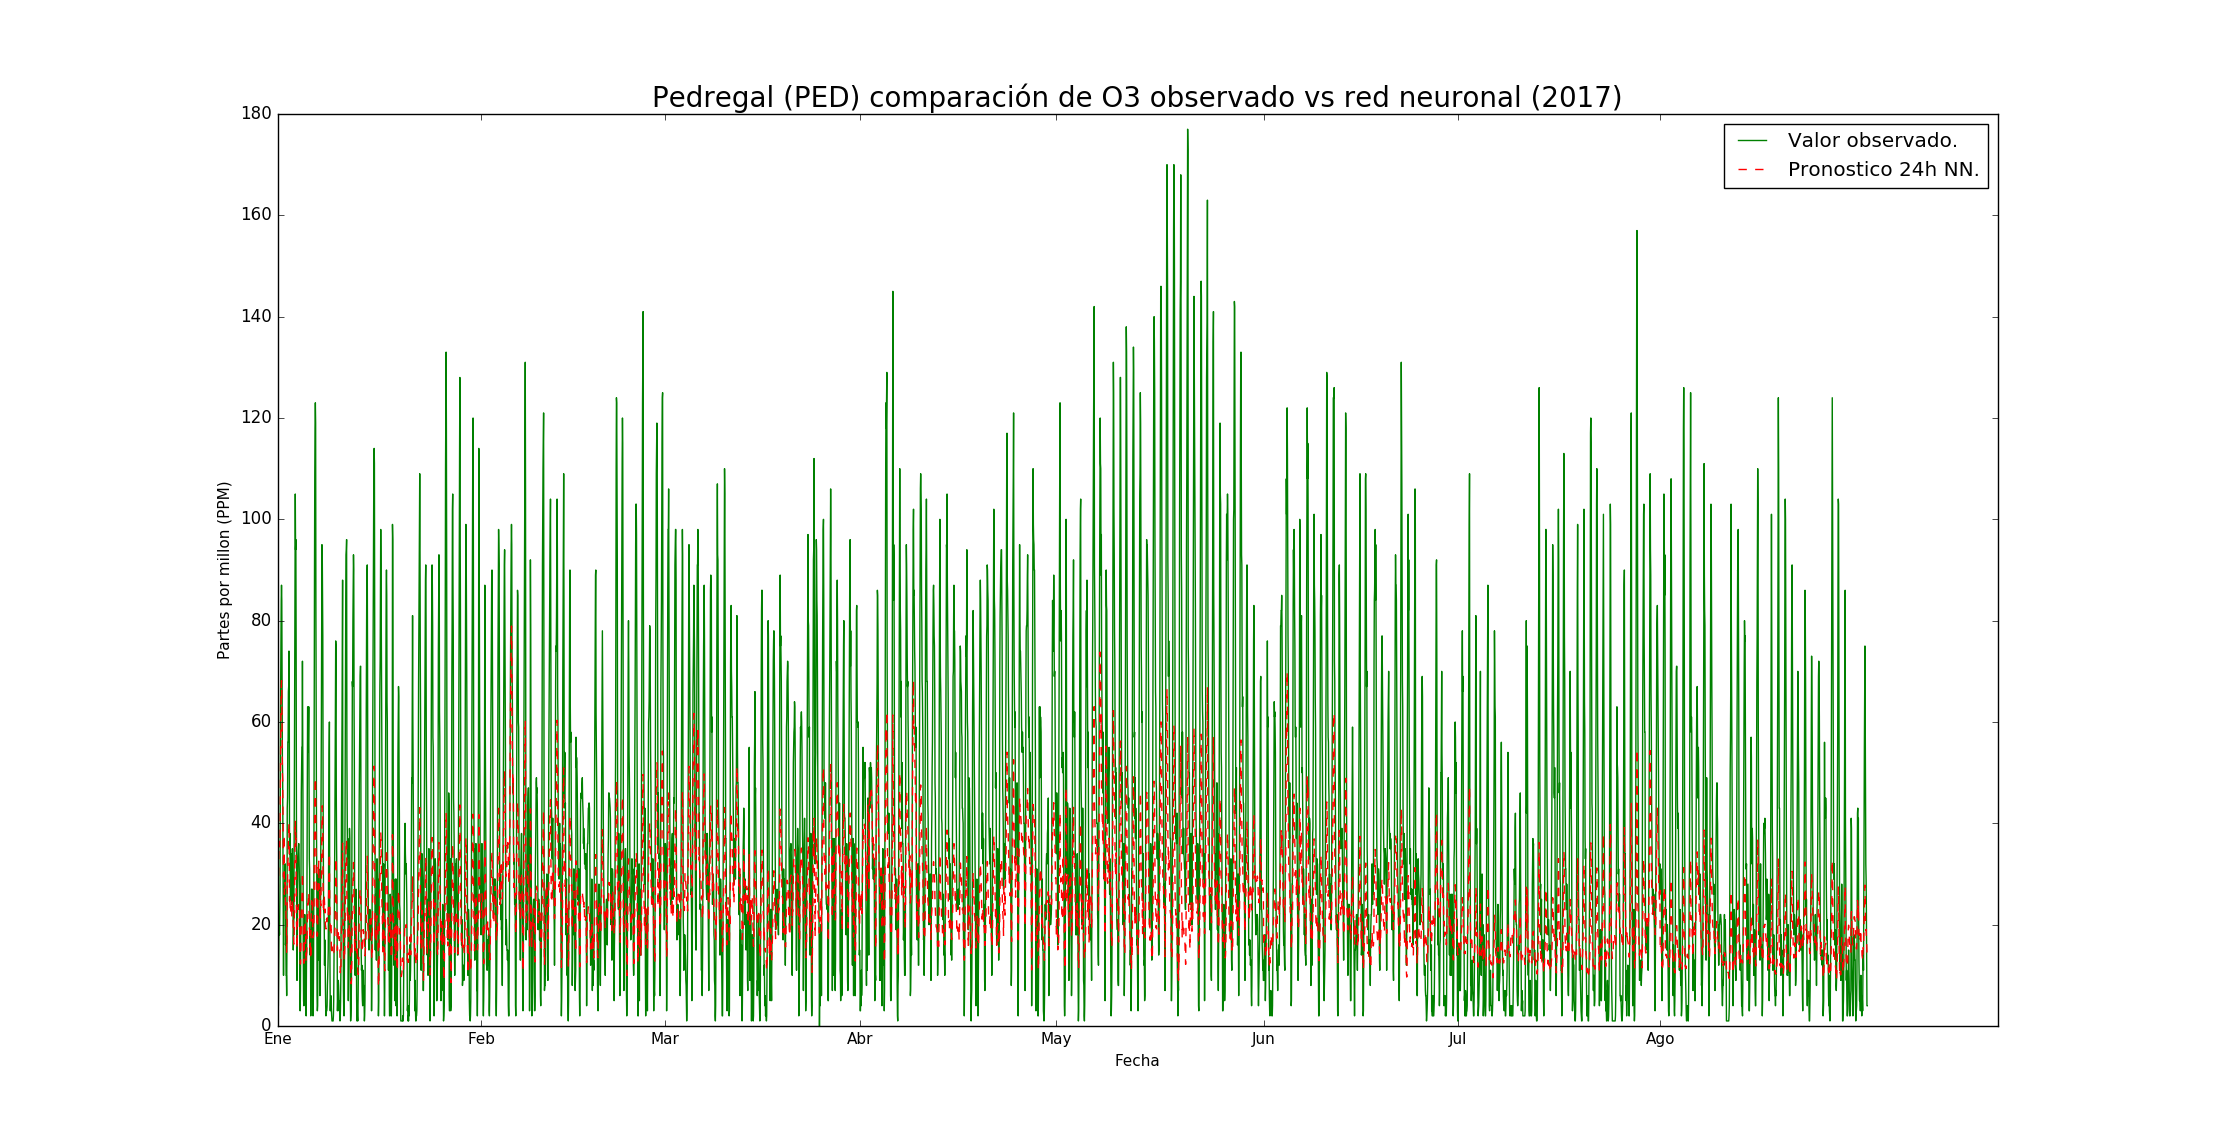 Pedregal (PED) comparación de O3 observado vs red neuronal (2017)
Valor observado.
Pronostico 24h NN.
Partes por millon (PPM)
180
160
140
120
100
80
60
40
20
0
Ene Feb Mar Abr May Jun Jul Ago
Fecha